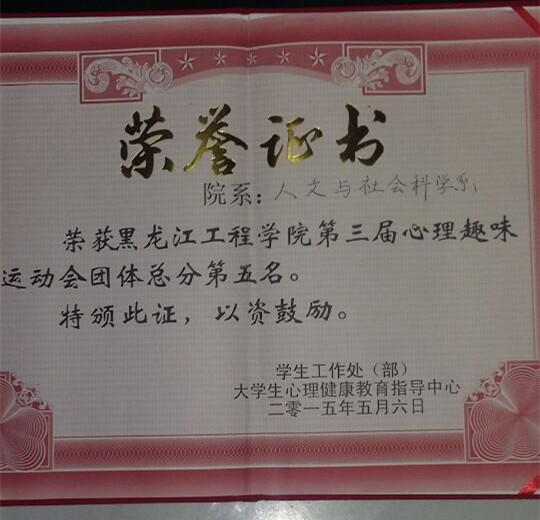 荣誉证书
院系：人文与社会科学系
荣获黑龙江工程学院第三届心理趣味
运动会团体总分第五名。
特颁此证，以资鼓励。
学生工作处（部）
大学生心理健康教育指导中心
二零一五年五月六日